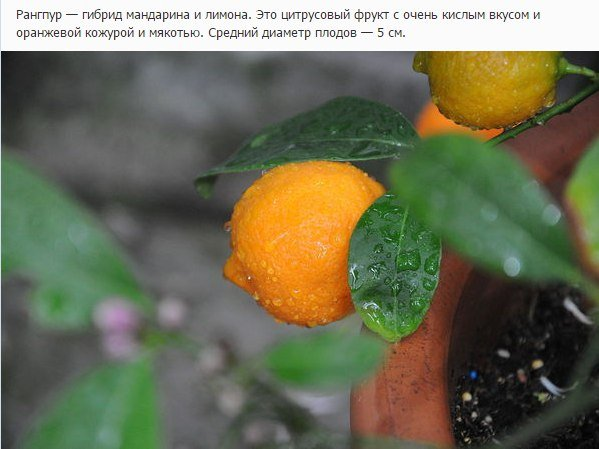 Рангпур — гибрид мандарина и лимона. Это цитрусовый фрукт с очень кислым вкусом и
оранжевой кожурой и мякотью. Средний диаметр плодов — 5 см.